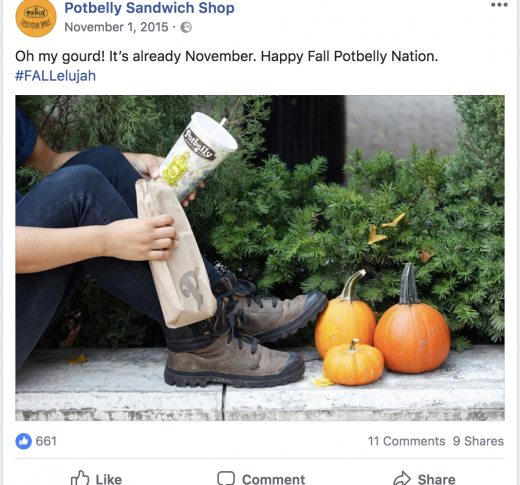 Potbelly Sandwich Shop
November 1, 2015 ·
Oh my gourd! It's already November. Happy Fall Potbelly Nation.
#FALLelujah
Potbelly
P
661
11 Comments 9 Shares
Like Comment Share